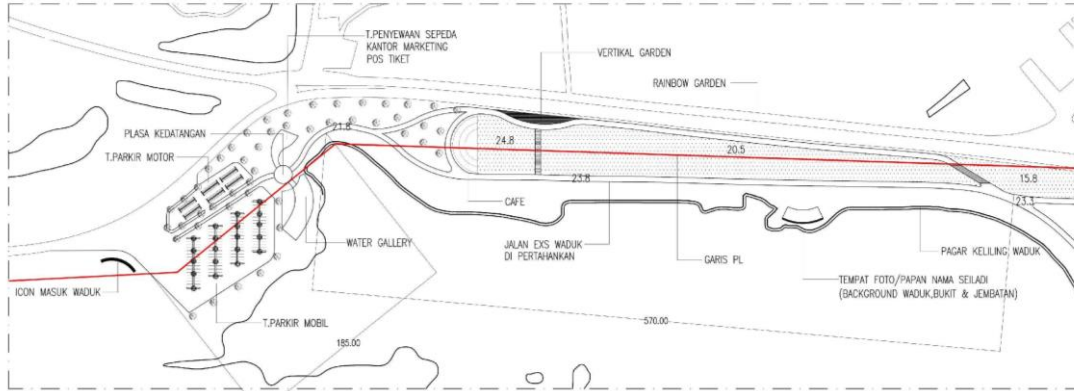 T.PENYEWAAN SEPEDA
KANTOR MARKETING
POS TIKET
VERTIKAL GARDEN
RAINBOW GARDEN
PLASA KEDATANGAN
21.8
T.PARKIR MOTOR
24.8
20.5
15.8
23.8
23.3
CAFE
WATER GALLERY
JALAN EXS WADUK
DI PERTAHANKAN
GARIS PL
PAGAR KELILING WADUK
ICON MASUK WADUK
TEMPAT FOTO/PAPAN NAMA SEILADI
(BACKGROUND WADUK,BUKIT & JEMBATAN)
T.PARKIR MOBIL
570.00
185.00